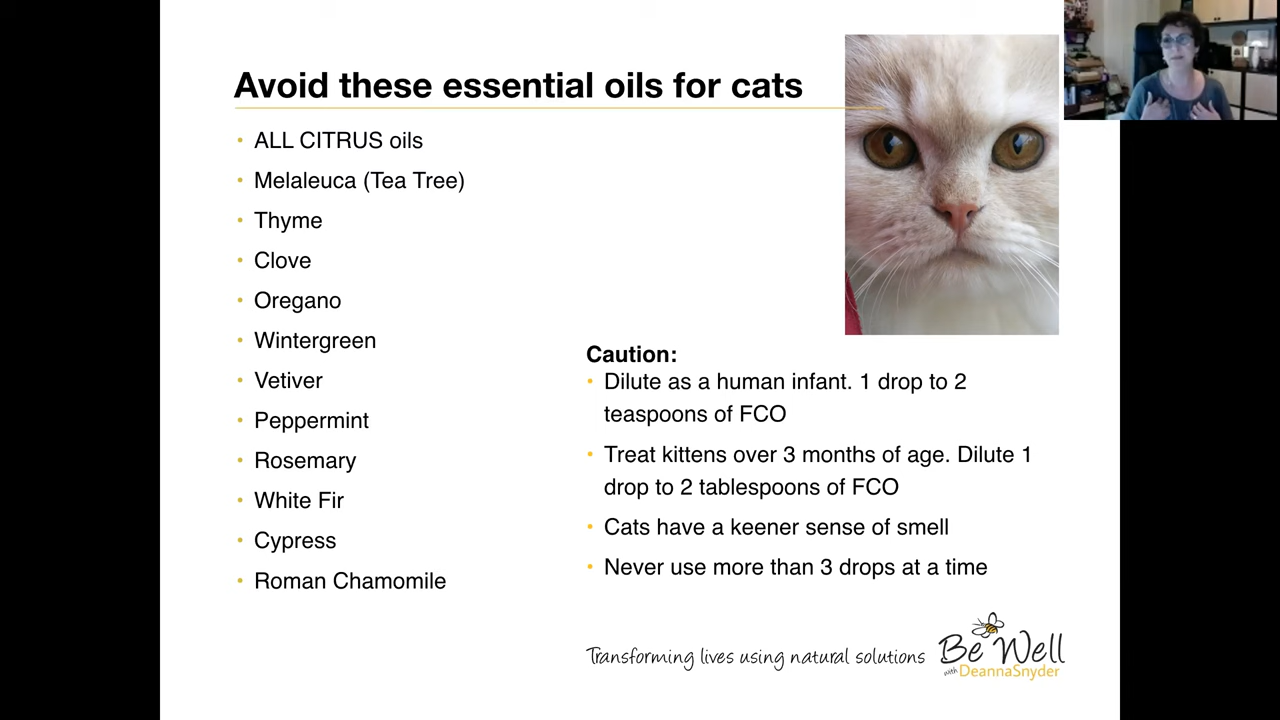 Avoid these essential oils for cats
ALL CITRUS oils
Melaleuca (Tea Tree)
Thyme
Clove
Oregano
Wintergreen
Vetiver
Peppermint
Rosemary
White Fir
Cypress
Roman Chamomile
Caution:
Dilute as a human infant. 1 drop to 2
teaspoons of FCO
Treat kittens over 3 months of age. Dilute 1
drop to 2 tablespoons of FCO
Cats have a keener sense of smell
Never use more than 3 drops at a time
Transforming lives using natural solutions
Be Well
with DeannaSnyder